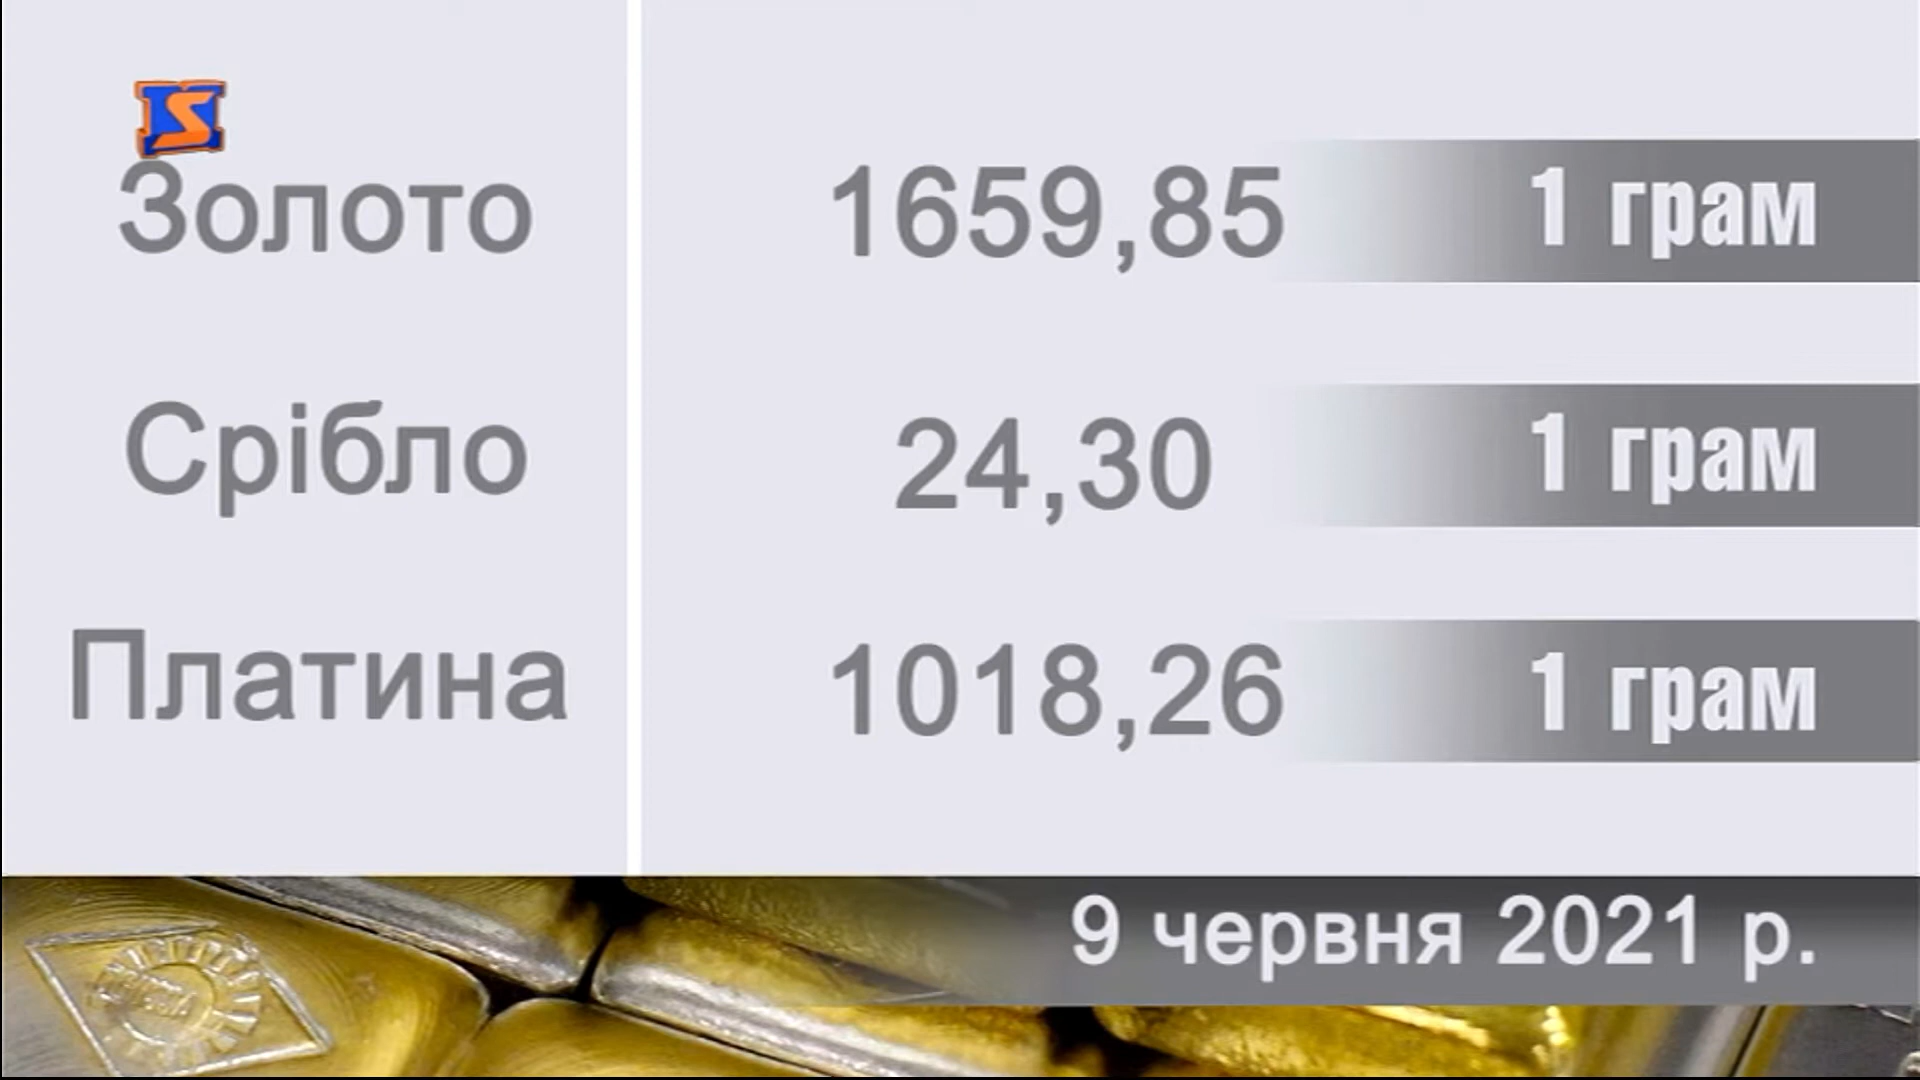 Золото 1659,85 1 грам
Срібло 24,30 1 грам
Платина 1018,26 1 грам
9 червня 2021 р.